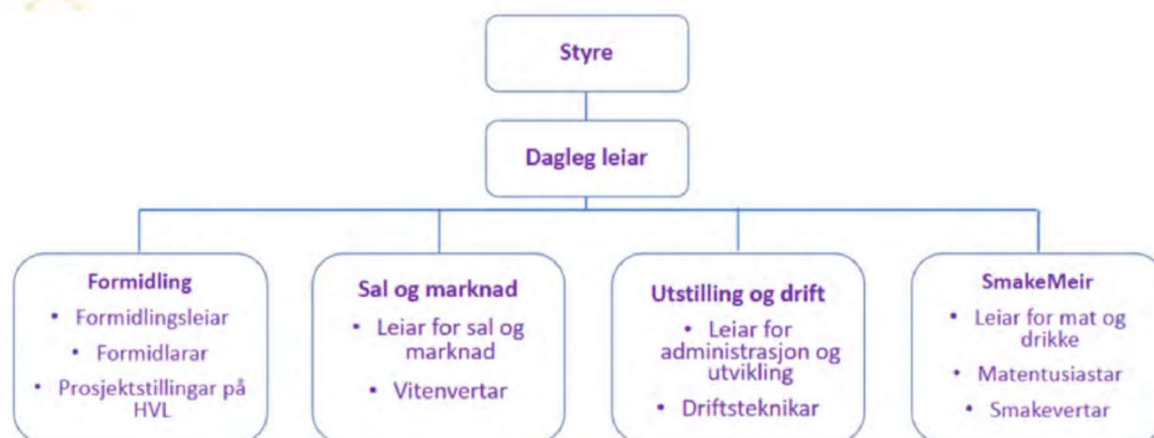 Styre
Dagleg leiar
Formidling
• Formidlingsleiar
• Formidlarar
• Prosjektstillingar på
HVL
Sal og marknad
• Leiar for sal og
marknad
• Vitenvertar
Utstilling og drift
• Leiar for
administrasjon og
utvikling
• Driftsteknikar
SmakeMeir
• Leiar for mat og
drikke
• Matentusiastar
• Smakevertar